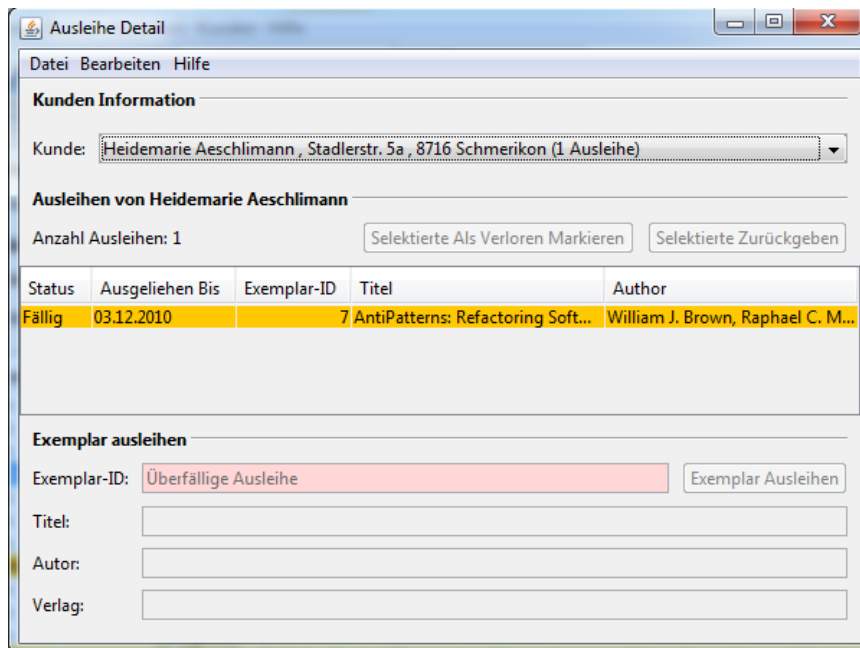 Ausleihe Detail
Datei Bearbeiten Hilfe
Kunden Information
Kunde: Heidemarie Aeschlimann , Stadlerstr. 5a , 8716 Schmerikon (1 Ausleihe)
Ausleihen von Heidemarie Aeschlimann
Anzahl Ausleihen: 1 Selektierte Als Verloren Markieren Selektierte Zurückgeben
Status Ausgeliehen Bis Exemplar-ID Titel Author
Fällig 03.12.2010 7 AntiPatterns: Refactoring Soft... William J. Brown, Raphael C. M...
Exemplar ausleihen
Exemplar-ID: Überfällige Ausleihe Exemplar Ausleihen
Titel:
Autor:
Verlag: